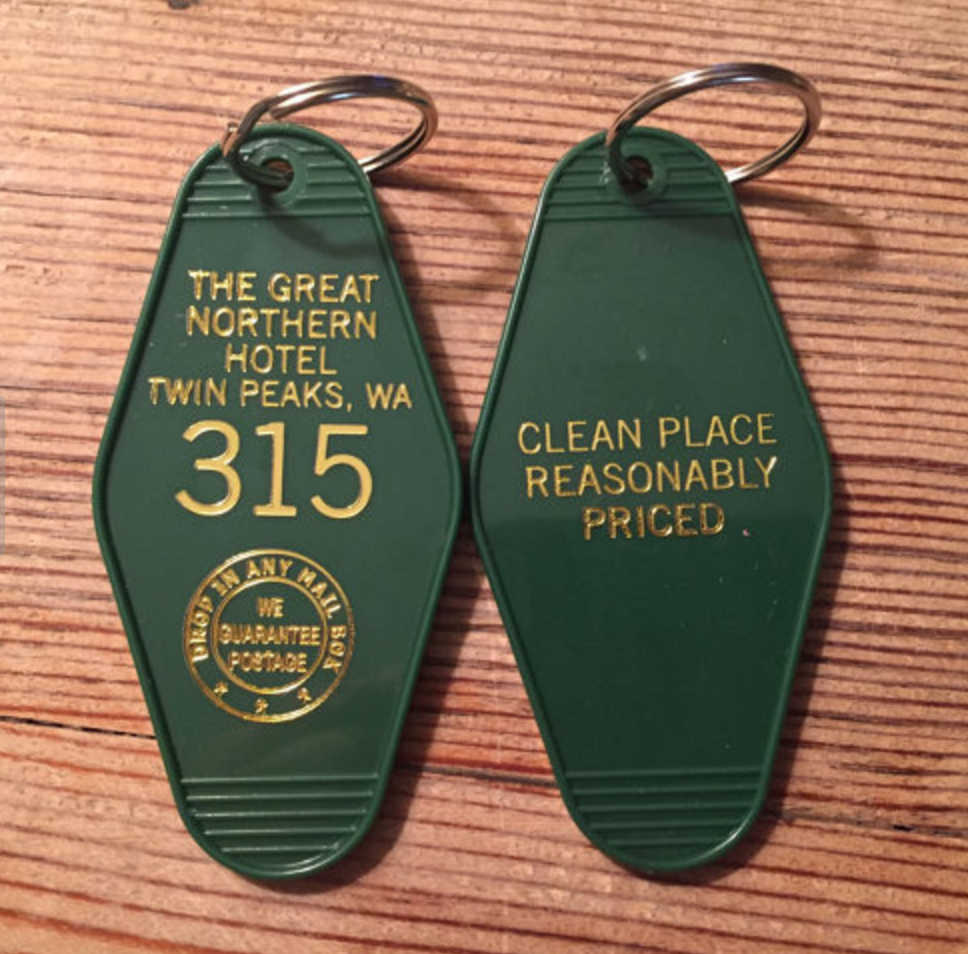 THE GREAT
NORTHERN
HOTEL
TWIN PEAKS, WA
315
DROP IN ANY MAIL BOX
WE
GUARANTEE
POSTAGE
CLEAN PLACE
REASONABLY
PRICED